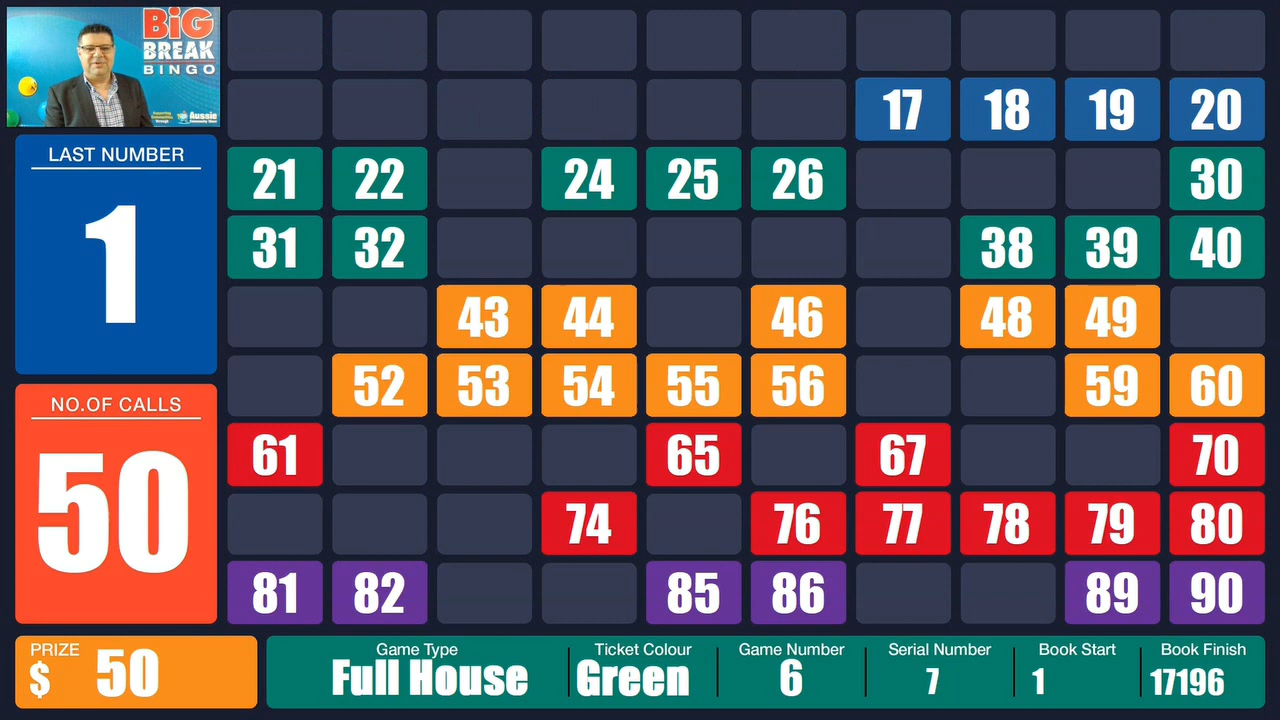 BiG
BREAK
BINGO
Aussie
LAST NUMBER
1
NO.OF CALLS
50
17 18 19 20
21 22 24 25 26 30
31 32 38 39 40
43 44 46 48 49
52 53 54 55 56 59 60
61 65 67 70
74 76 77 78 79 80
81 82 85 86 89 90
PRIZE
$ 50
Game Type Ticket Colour Game Number Serial Number Book Start Book Finish
Full House Green 6 7 1 17196